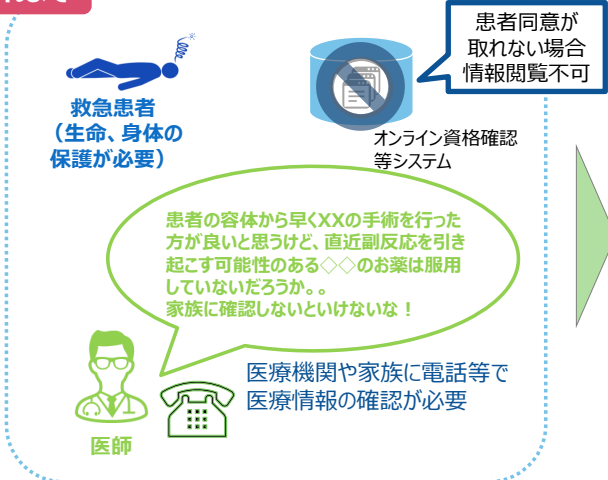 患者同意が
取れない場合
情報閲覧不可
救急患者
（生命、身体の
保護が必要）
オンライン資格確認
等システム
患者の容体から早くXXの手術を行った
方が良いと思うけど、直近副反応を引き
起こす可能性のある◇◇のお薬は服用
していないだろうか。。
家族に確認しないといけないな！
医療機関や家族に電話等で
医療情報の確認が必要
医師